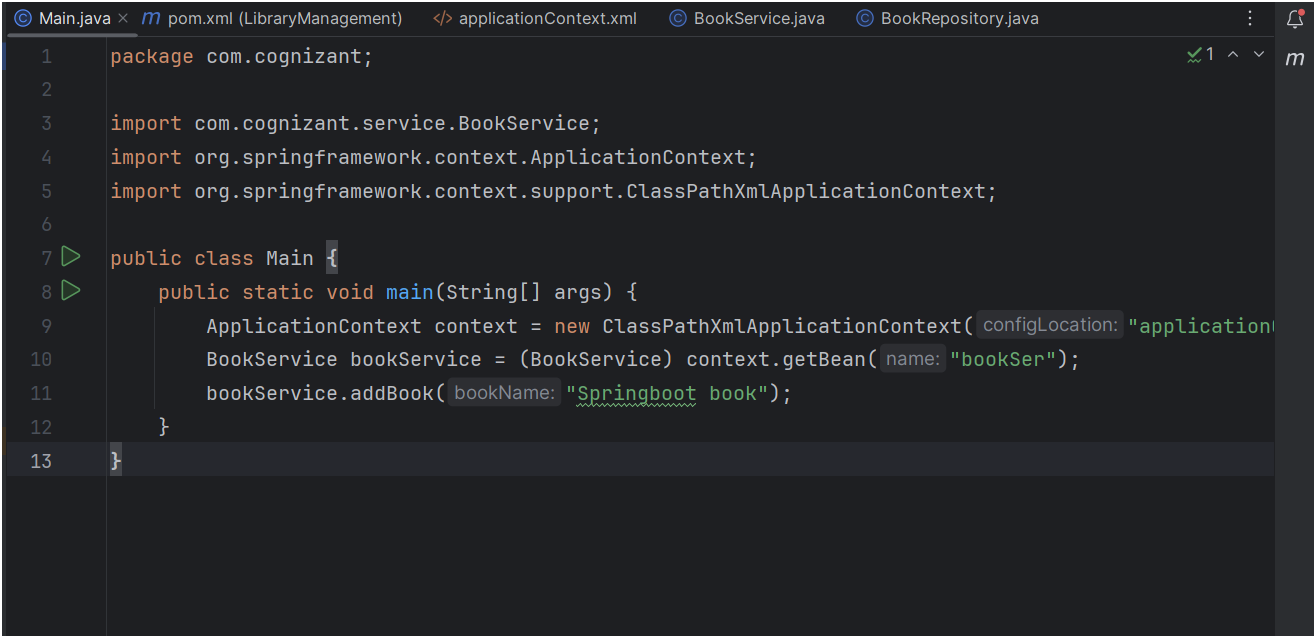 Main.java
pom.xml (LibraryManagement)
applicationContext.xml
BookService.java
BookRepository.java
1 package com.cognizant;
1
m
2
3 import com.cognizant.service.BookService;
4 import org.springframework.context.ApplicationContext;
5 import org.springframework.context.support.ClassPathXmlApplicationContext;
6
7 public class Main {
8 public static void main(String[] args) {
9 ApplicationContext context = new ClassPathXmlApplicationContext( configLocation: "application
10 BookService bookService = (BookService) context.getBean( name: "bookSer");
11 bookService.addBook( bookName: "Springboot book");
12 }
13 }